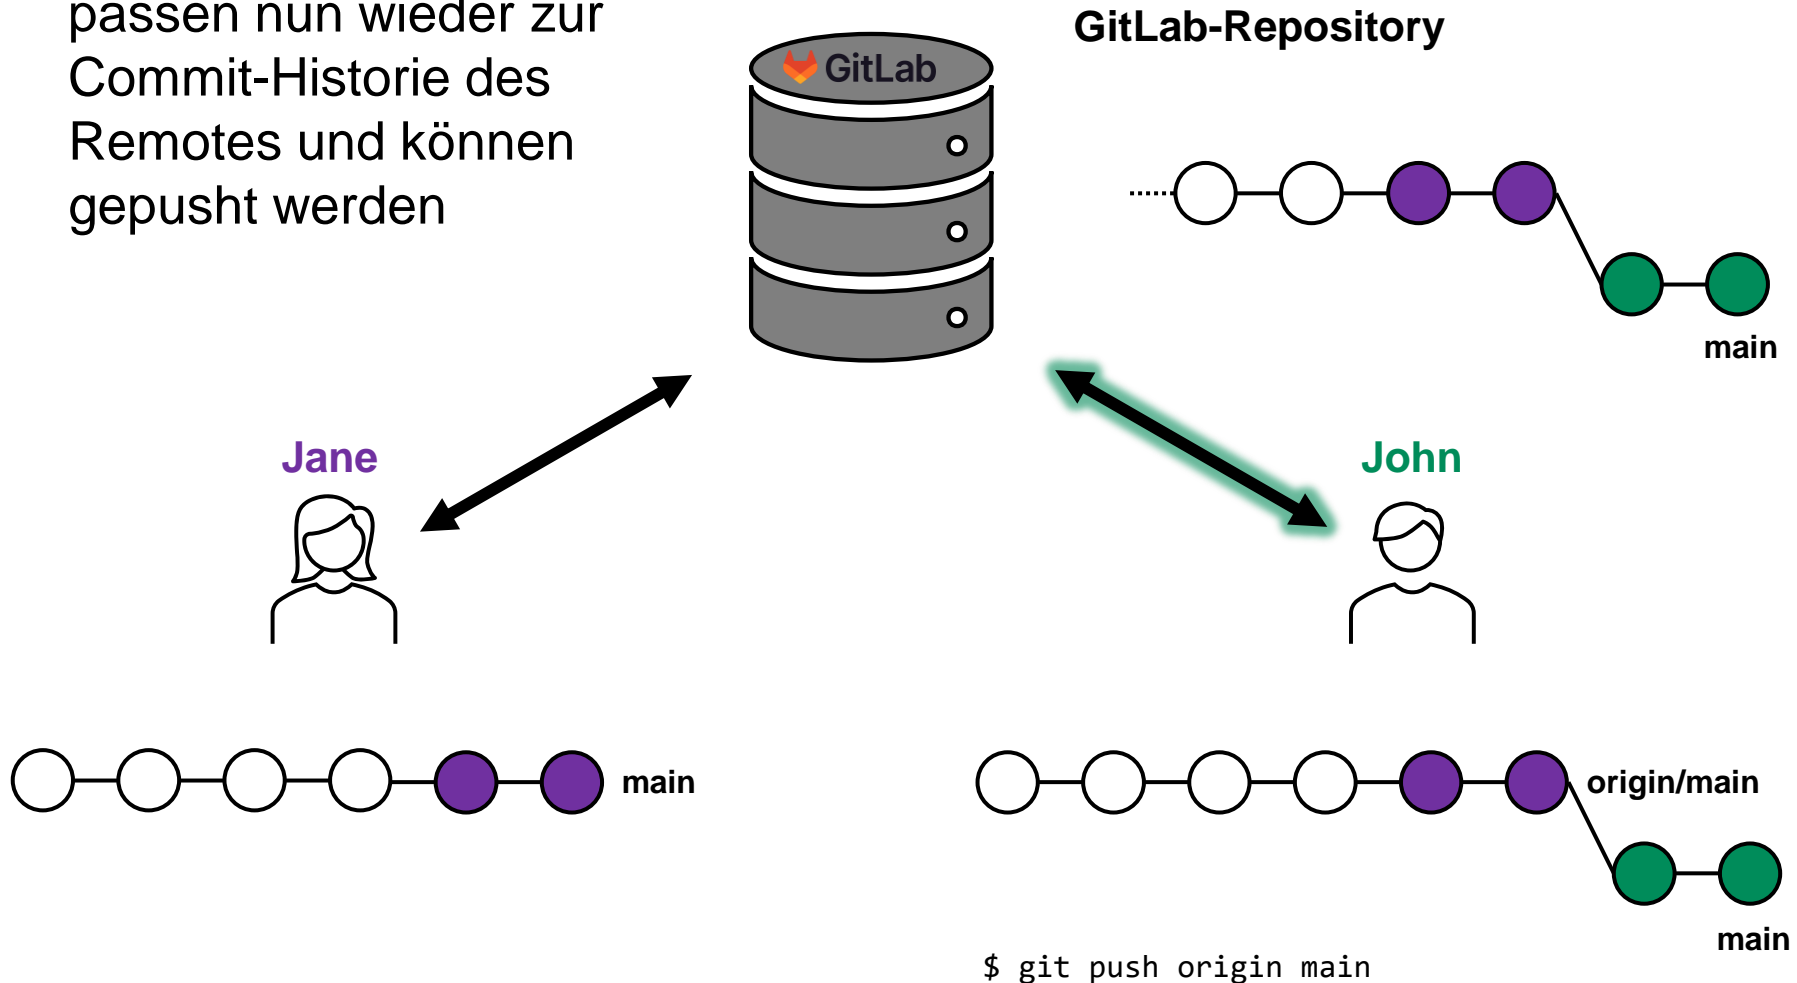 passen nun wieder zur
Commit-Historie des
Remotes und können
gepusht werden
GitLab-Repository
GitLab
main
Jane
John
main
origin/main
main
$ git push origin main